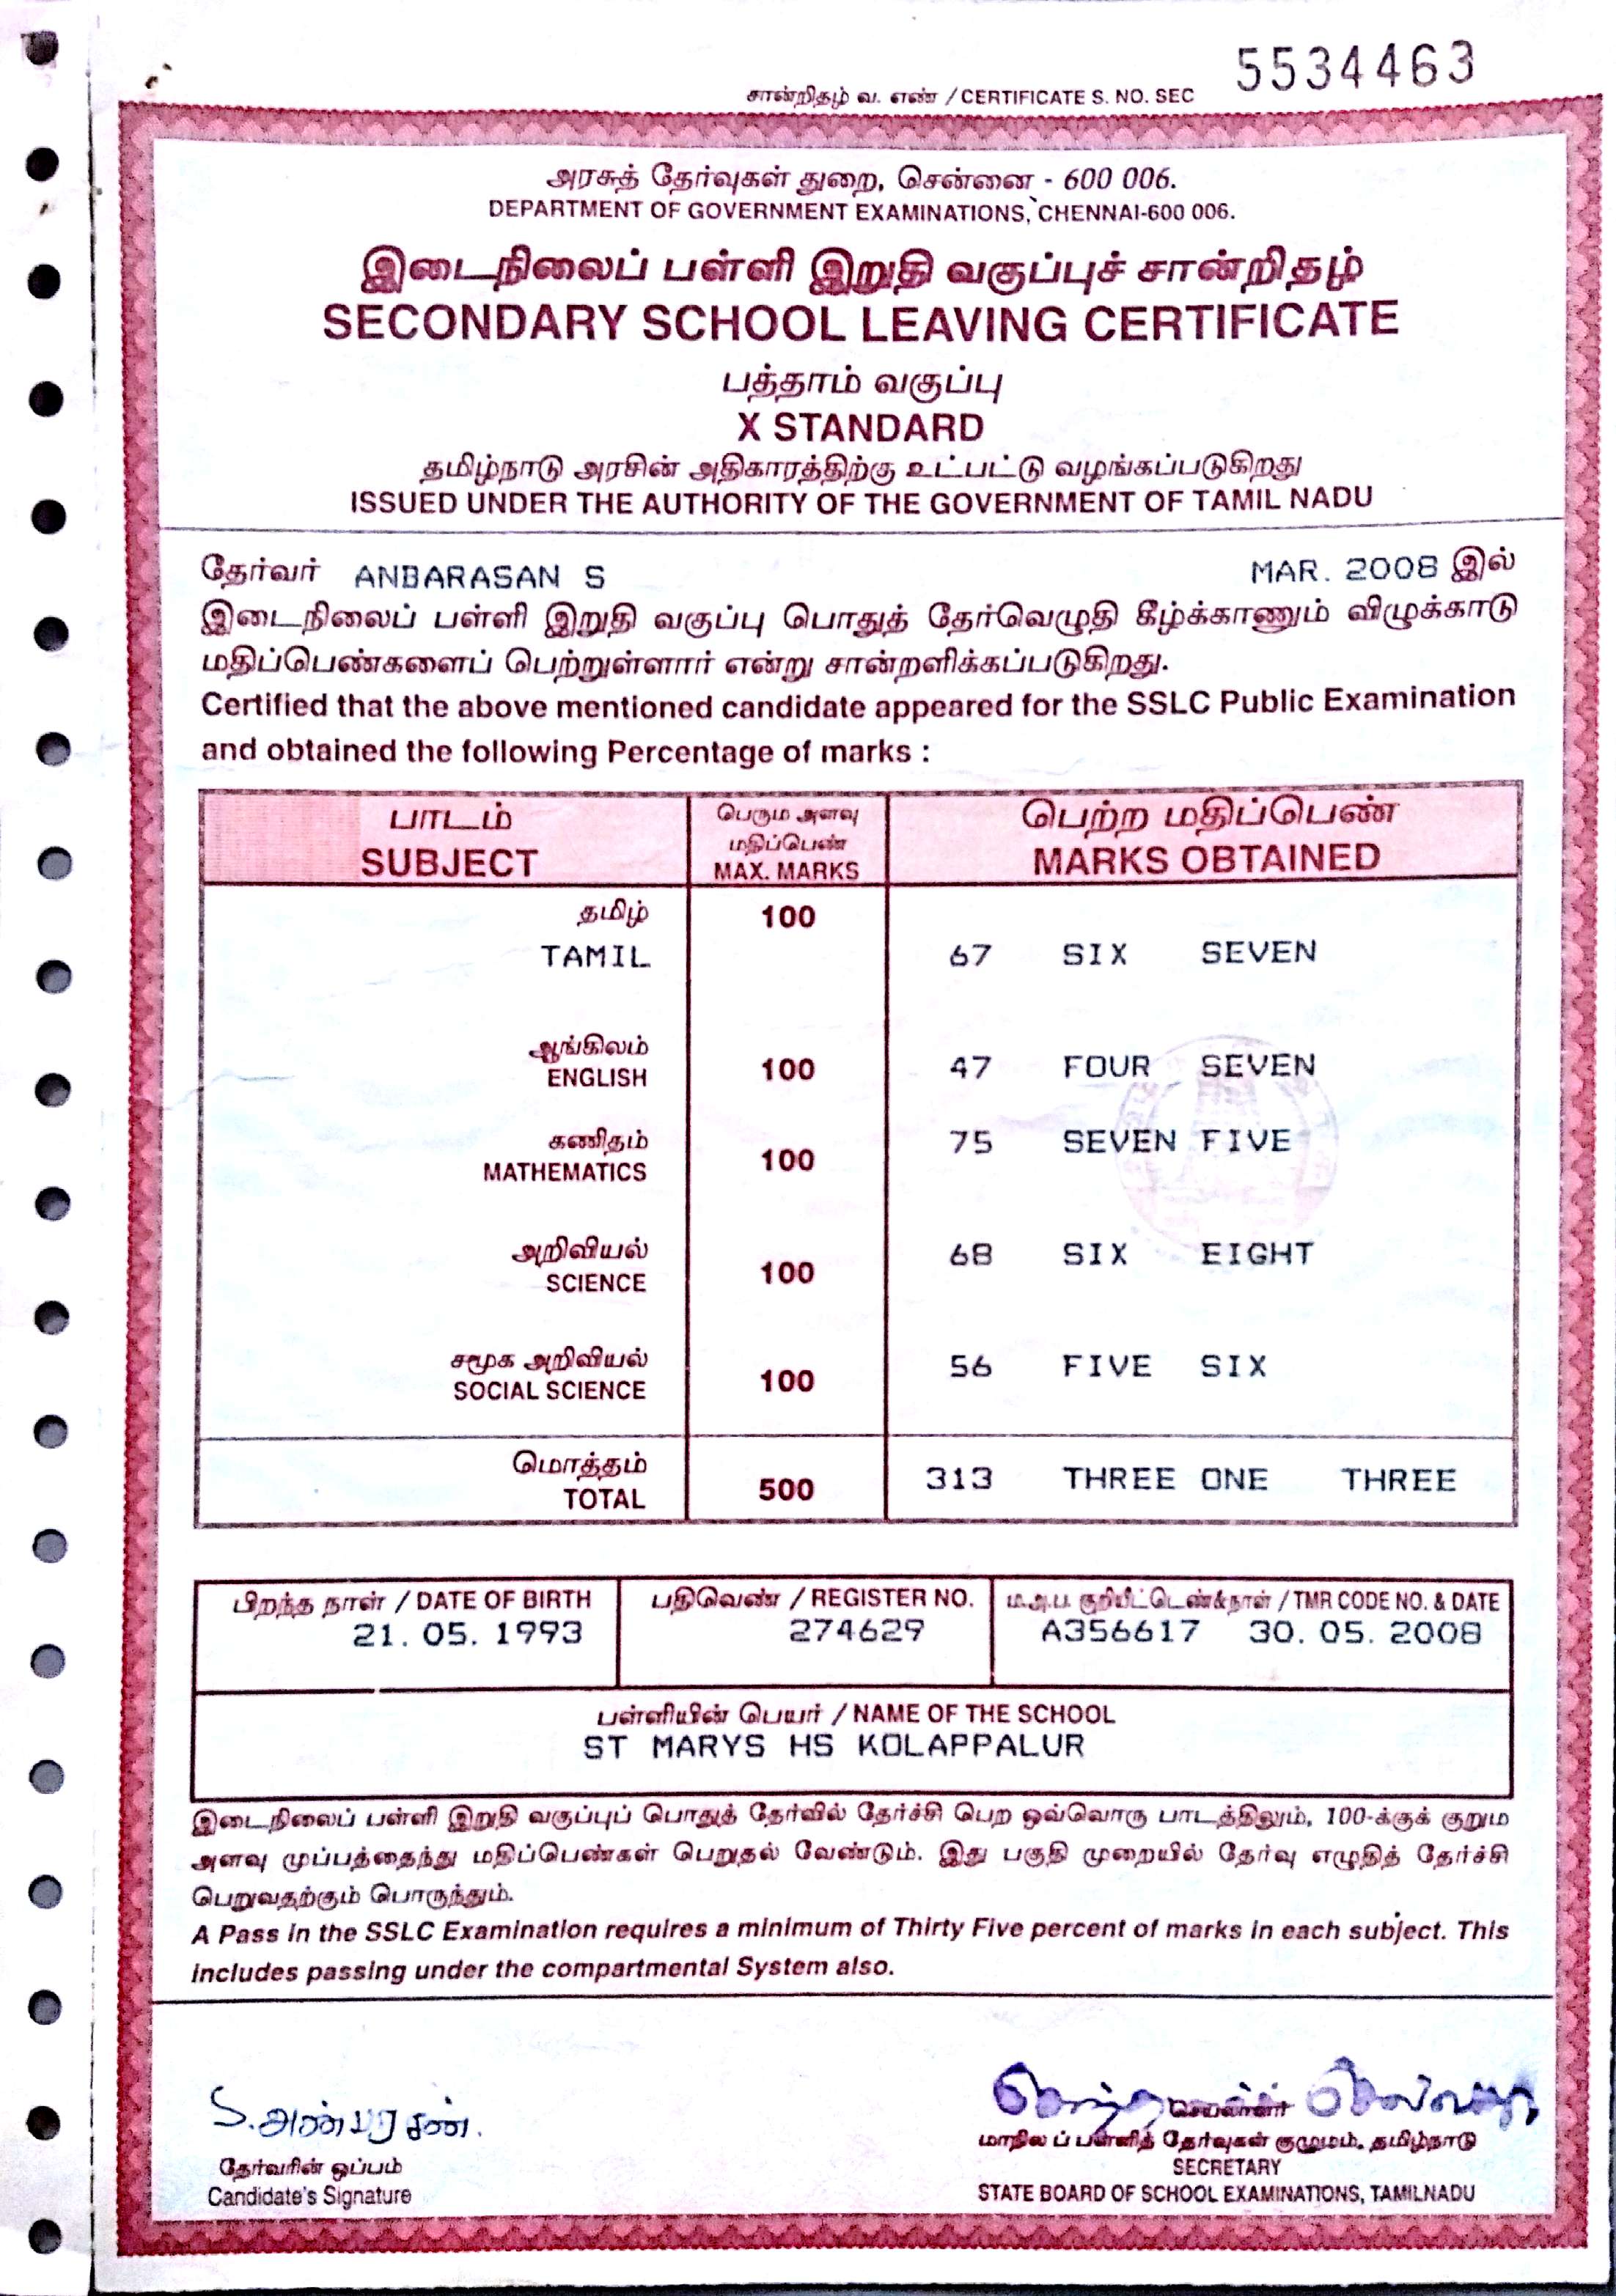 5534463
சான்றிதழ் வ. எண் / CERTIFICATE S. NO. SEC
அரசுத் தேர்வுகள் துறை, சென்னை - 600 006.
DEPARTMENT OF GOVERNMENT EXAMINATIONS, CHENNAI-600 006.
இடைநிலைப் பள்ளி இறுதி வகுப்புச் சான்றிதழ்
SECONDARY SCHOOL LEAVING CERTIFICATE
பத்தாம் வகுப்பு
X STANDARD
தமிழ்நாடு அரசின் அதிகாரத்திற்கு உட்பட்டு வழங்கப்படுகிறது
ISSUED UNDER THE AUTHORITY OF THE GOVERNMENT OF TAMIL NADU
தேர்வர் ANBARASAN S MAR. 2008 இல்
இடைநிலைப் பள்ளி இறுதி வகுப்பு பொதுத் தேர்வெழுதி கீழ்க்காணும் விழுக்காடு
மதிப்பெண்களைப் பெற்றுள்ளார் என்று சான்றளிக்கப்படுகிறது.
Certified that the above mentioned candidate appeared for the SSLC Public Examination
and obtained the following Percentage of marks :
பாடம் பெரும அளவு பெற்ற மதிப்பெண்
மதிப்பெண்
SUBJECT MAX. MARKS MARKS OBTAINED
தமிழ் 100
TAMIL 67 SIX SEVEN
ஆங்கிலம்
ENGLISH 100 47 FOUR SEVEN
கணிதம் 75 SEVEN FIVE
MATHEMATICS 100
அறிவியல் 68 SIX EIGHT
SCIENCE 100
சமூக அறிவியல் 56 FIVE SIX
SOCIAL SCIENCE 100
மொத்தம் 313 THREE ONE THREE
TOTAL 500
பிறந்த நாள் / DATE OF BIRTH பதிவெண் / REGISTER NO. ம.அ.ப. குறியீட்டெண்&நாள் / TMR CODE NO. & DATE
21. 05. 1993 274629 A356617 30. 05. 2008
பள்ளியின் பெயர் / NAME OF THE SCHOOL
ST MARYS HS KOLAPPALUR
இடைநிலைப் பள்ளி இறுதி வகுப்புப் பொதுத் தேர்வில் தேர்ச்சி பெற ஒவ்வொரு பாடத்திலும், 100-க்குக் குறும
அளவு முப்பத்தைந்து மதிப்பெண்கள் பெறுதல் வேண்டும். இது பகுதி முறையில் தேர்வு எழுதித் தேர்ச்சி
பெறுவதற்கும் பொருந்தும்.
A Pass in the SSLC Examination requires a minimum of Thirty Five percent of marks in each subject. This
includes passing under the compartmental System also.
S. அண்பரசண்.
செயலாளர்
தேர்வரின் ஒப்பம் மாநிலப் பள்ளித் தேர்வுகள் குழுமம், தமிழ்நாடு
SECRETARY
Candidate's Signature STATE BOARD OF SCHOOL EXAMINATIONS, TAMILNADU